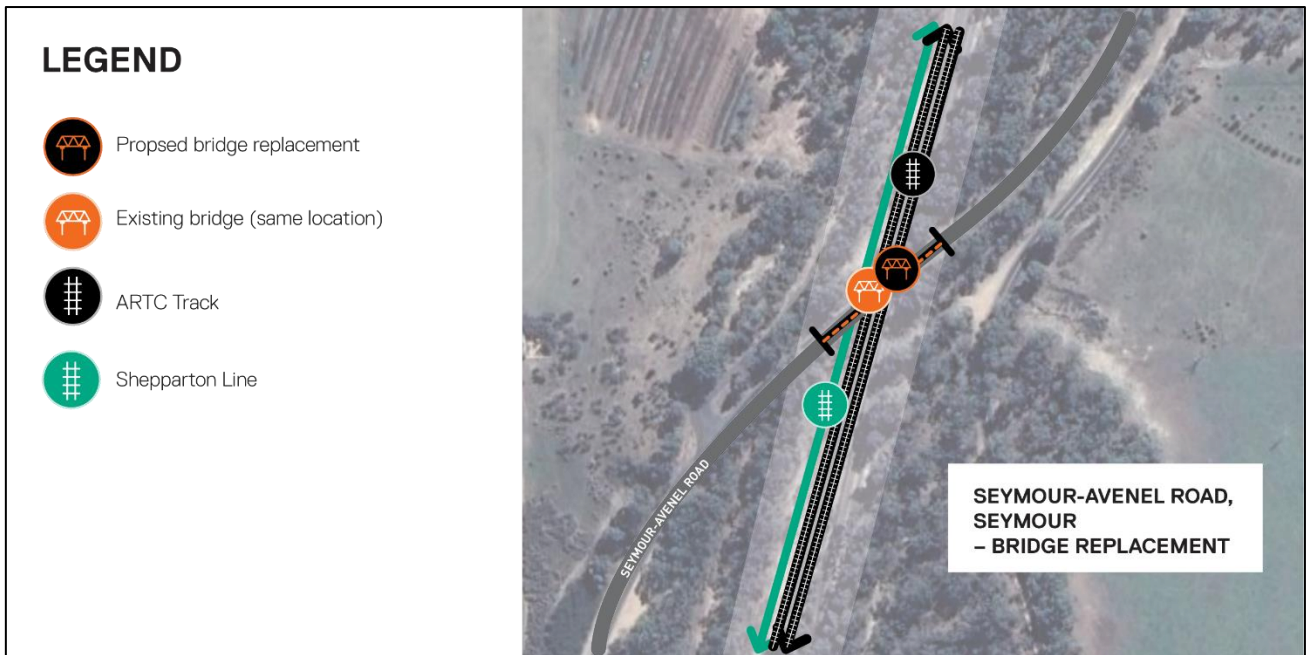 LEGEND
Propsed bridge replacement
Existing bridge (same location)
ARTC Track
Shepparton Line
SEYMOUR-AVENEL ROAD
SEYMOUR-AVENEL ROAD,
SEYMOUR
– BRIDGE REPLACEMENT